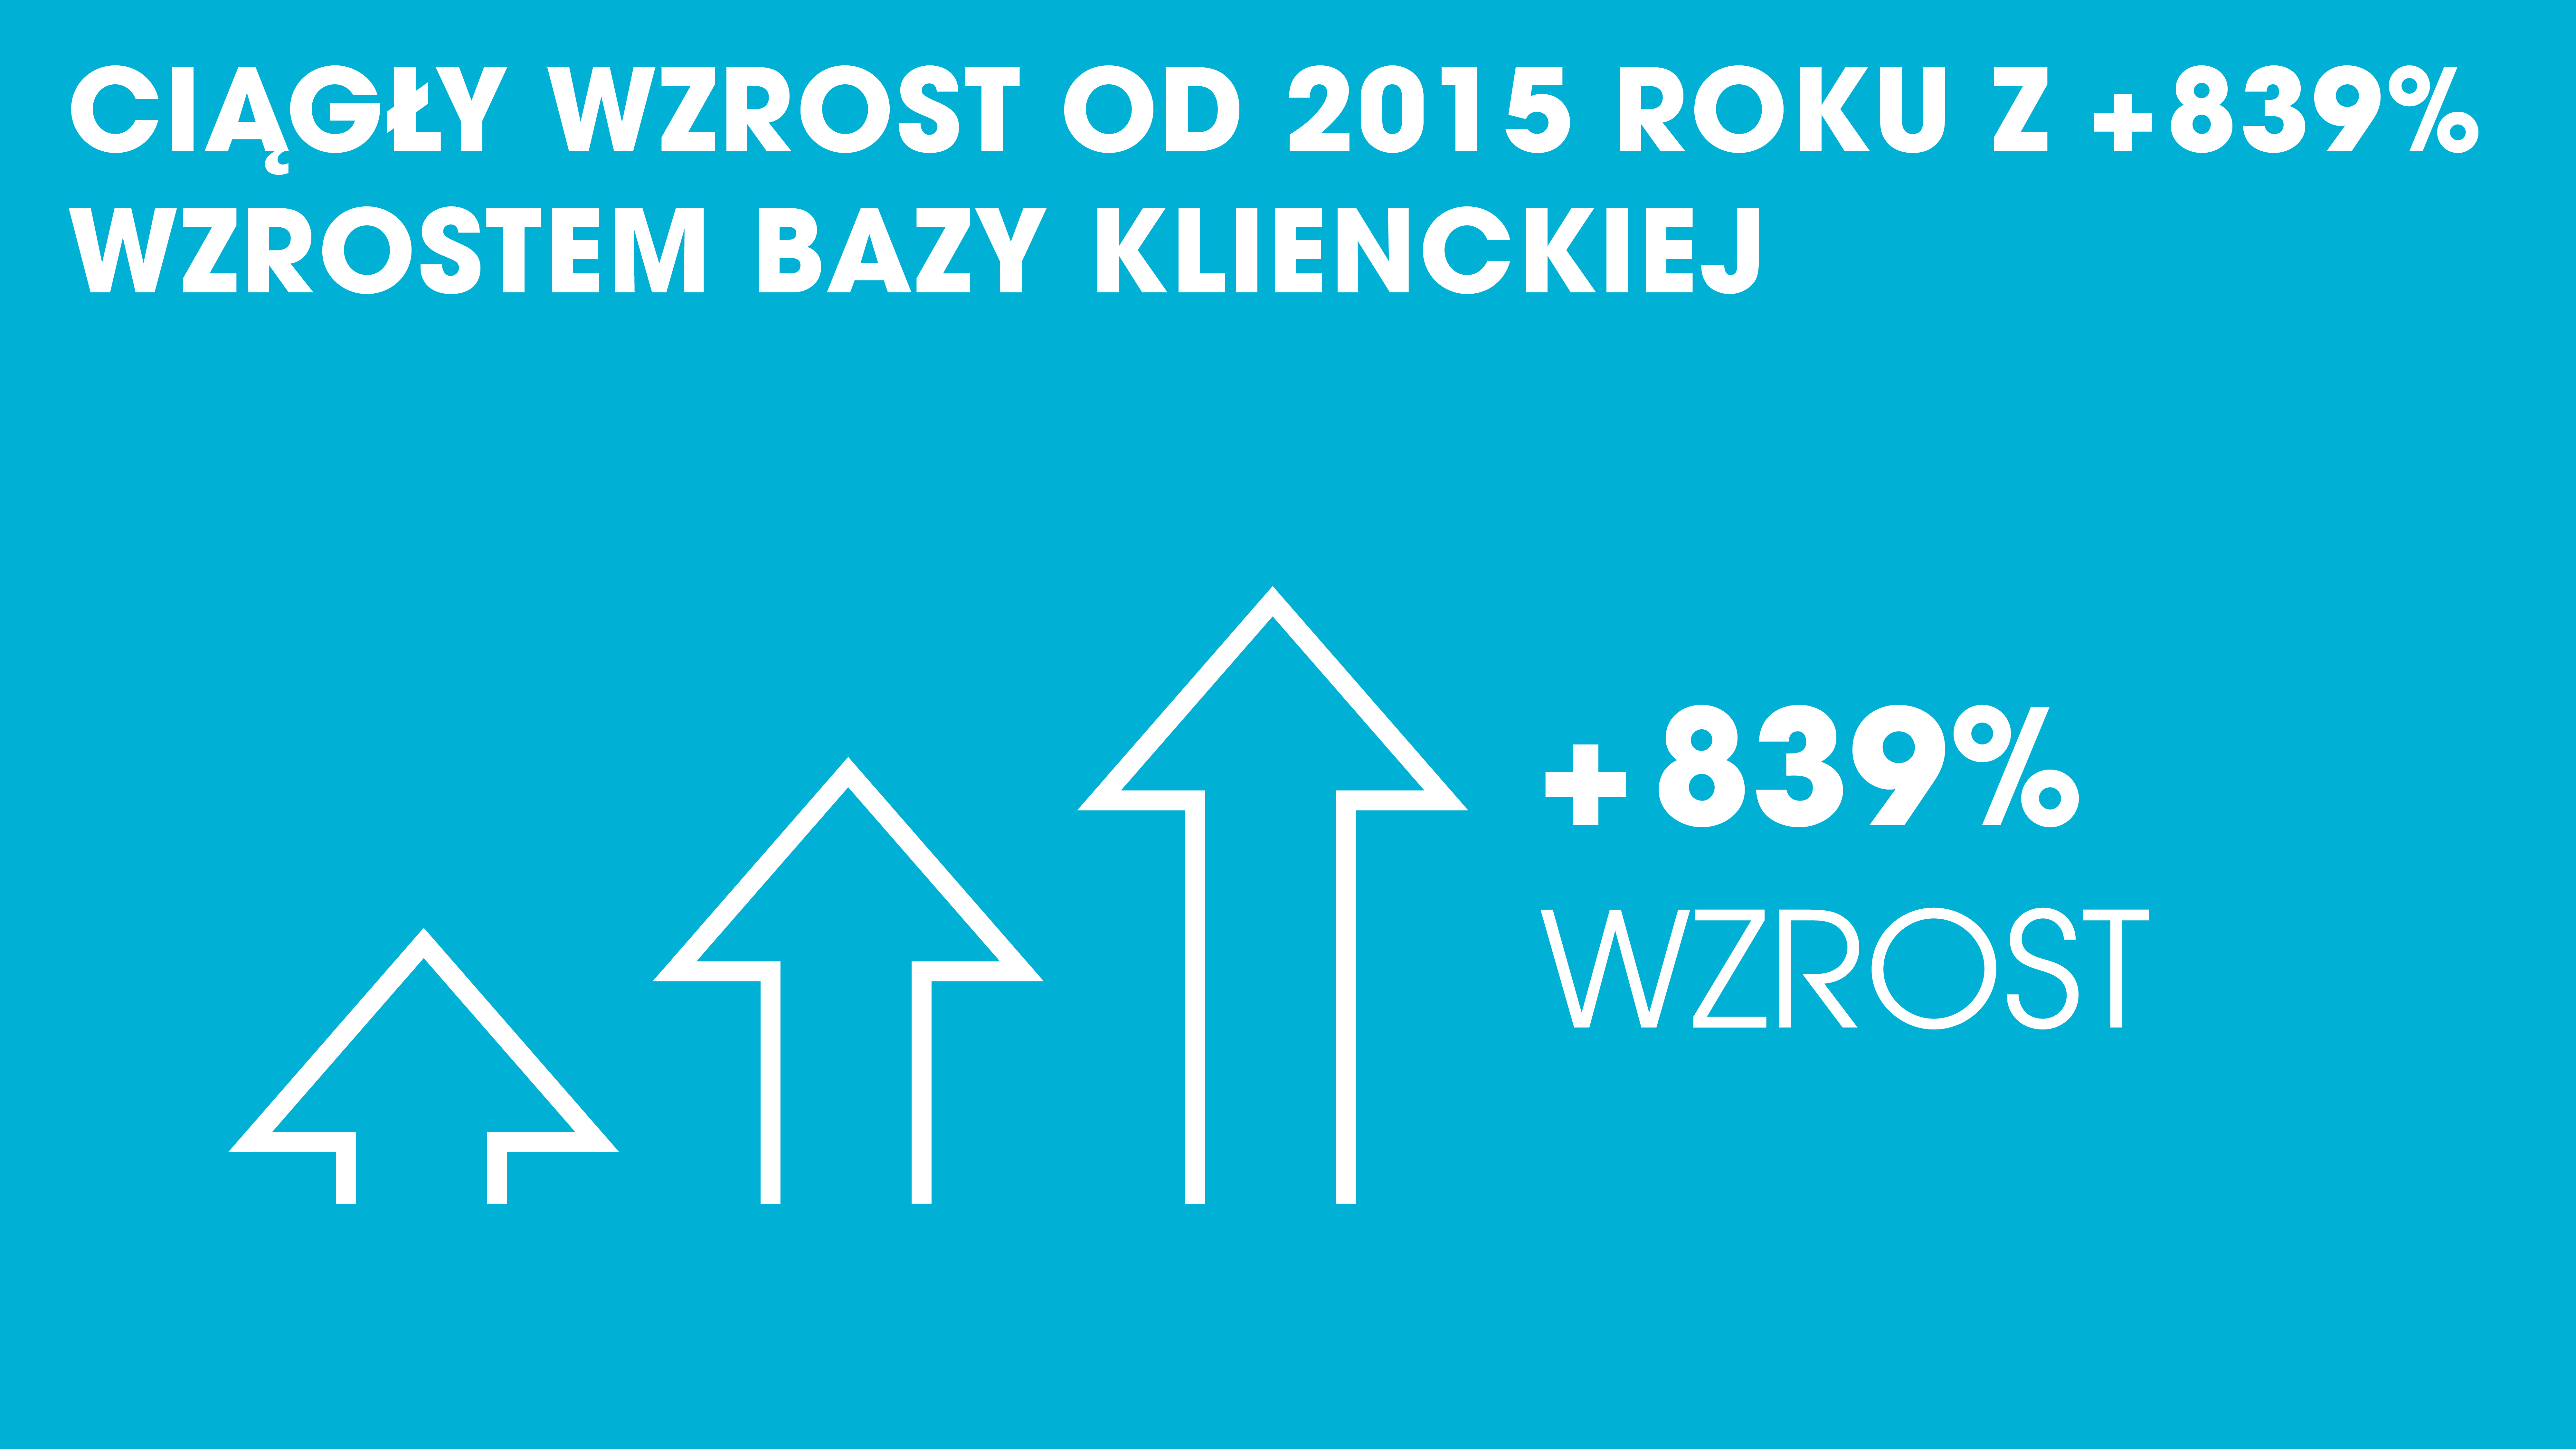 CIĄGŁY WZROST OD 2015 ROKU Z +839%
WZROSTEM BAZY KLIENCKIEJ
+839%
WZROST